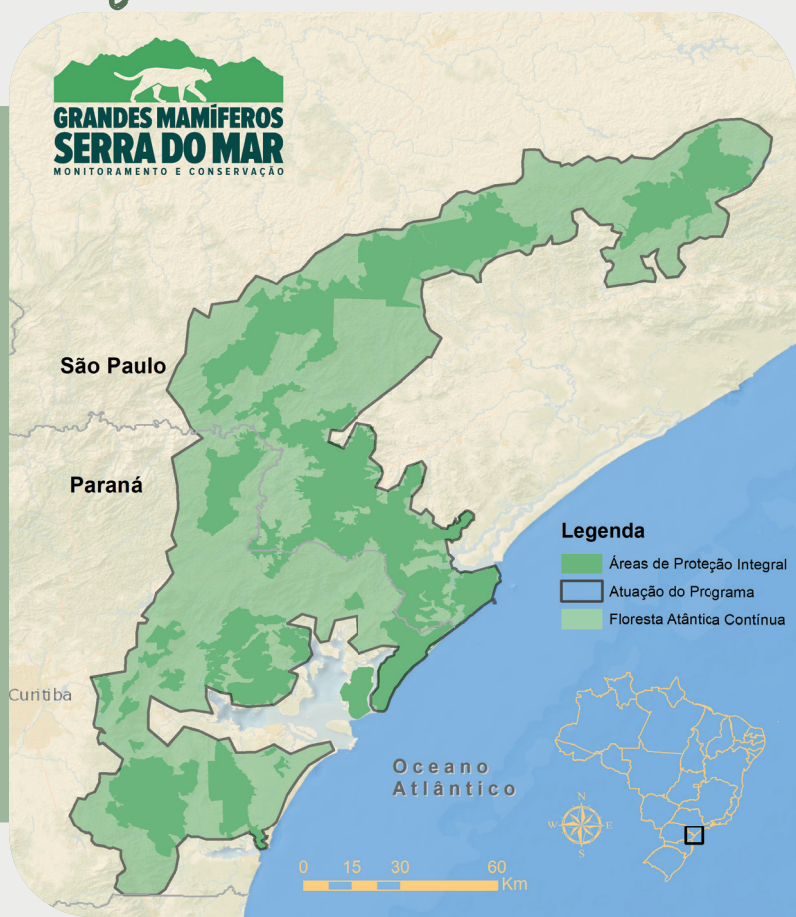 GRANDES MAMÍFEROS
SERRA DO MAR
MONITORAMENTO E CONSERVAÇÃO
São Paulo
Paraná
Legenda
Áreas de Proteção Integral
Atuação do Programa
Floresta Atântica Contínua
Curitiba
Oceano
Atlântico
N
W E
S
0 15 30 60
Km